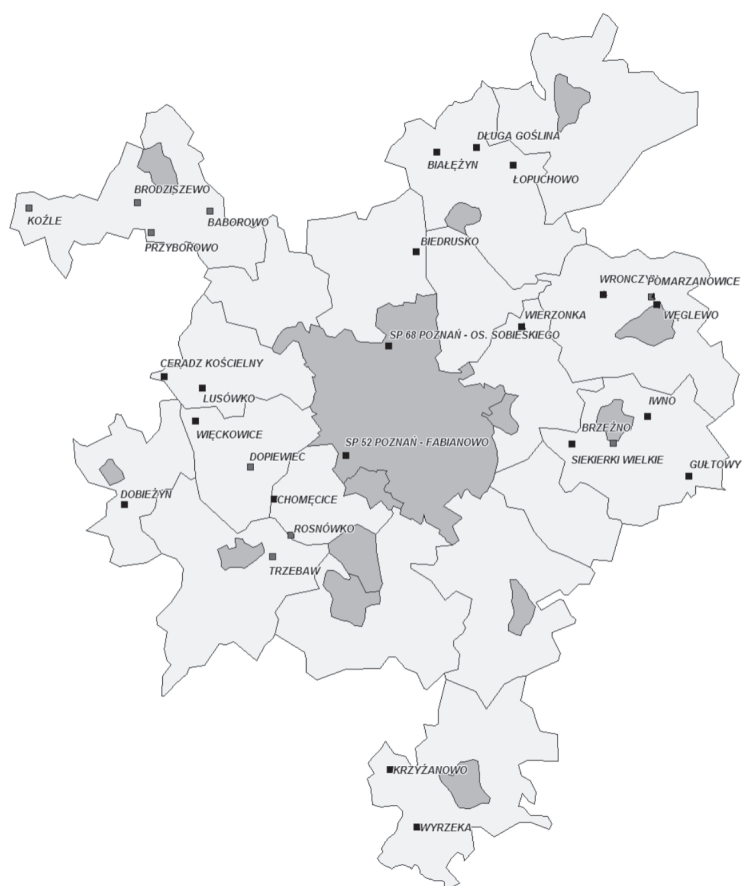 DŁUGA GOŚLINA
BIAŁĘŻYN
ŁOPUCHOWO
BRODZISZEWO
KOŹLE
BABOROWO
PRZYBOROWO
BIEDRUSKO
POMARZANOWICE
WĘGLEWO
WIERZONKA
SP 68 POZNAŃ - OS. SOBIESKIEGO
CERADZ KOŚCIELNY
LUSÓWKO
IWNO
BRZEŹNO
WIĘCKOWICE
SP 52 POZNAŃ - FABIANOWO
SIEKIERKI WIELKIE
DOPIEWIEC
GUŁTOWY
DOBIEŻYN
CHOMĘCICE
ROSNÓWKO
TRZEBAW
KRZYŻANOWO
WYRZEKA